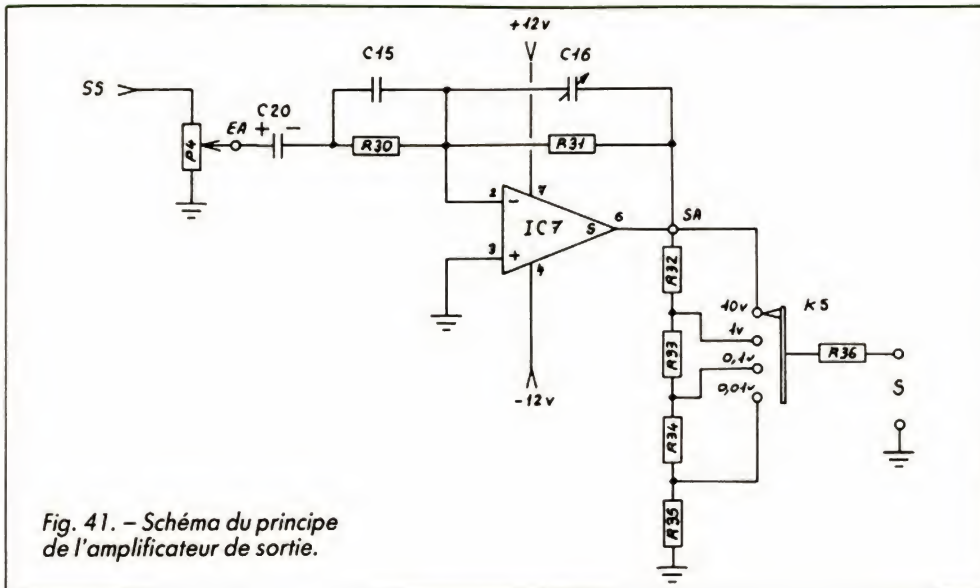 +12v
C15
C16
S5
C20
EA
+
−
P4
R30
R31
2
−
7
IC7
S
6
SA
3
+
4
R32
10v
K5
1v
R33
0,1v
R36
0,01v
S
−12v
R34
R35
Fig. 41. – Schéma du principe
de l'amplificateur de sortie.